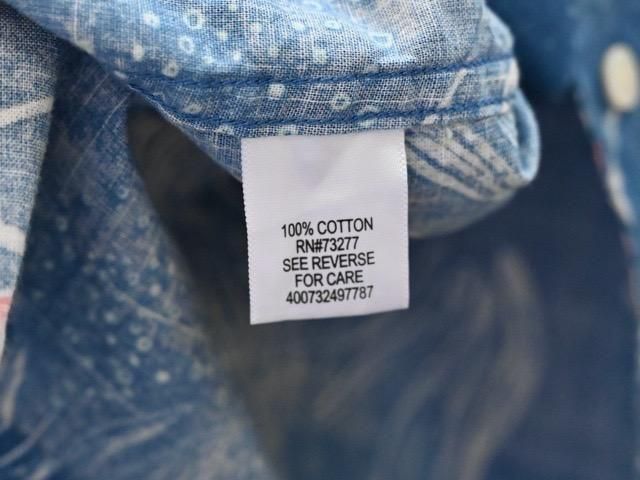 100% COTTON
RN#73277
SEE REVERSE
FOR CARE
400732497787